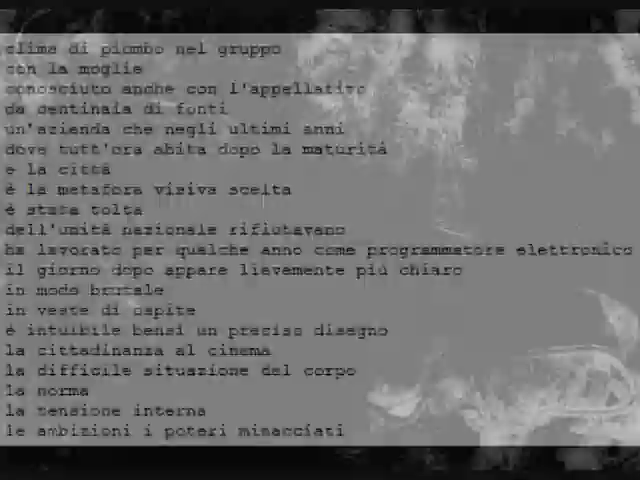 clima di piombo nel gruppo
con la moglie
conosciuto anche con l'appellativo
da centinaia di fonti
un'azienda che negli ultimi anni
dove tutt'ora abita dopo la maturità
e la città
è la metafora visiva scelta
è stata tolta
dell'unità nazionale rifiutavano
ha lavorato per qualche anno come programmatore elettronico
il giorno dopo appare lievemente più chiaro
in modo brutale
in veste di ospite
è intuibile bensì un preciso disegno
la cittadinanza al cinema
la difficile situazione del corpo
la norma
la tensione interna
le ambizioni i poteri minacciati